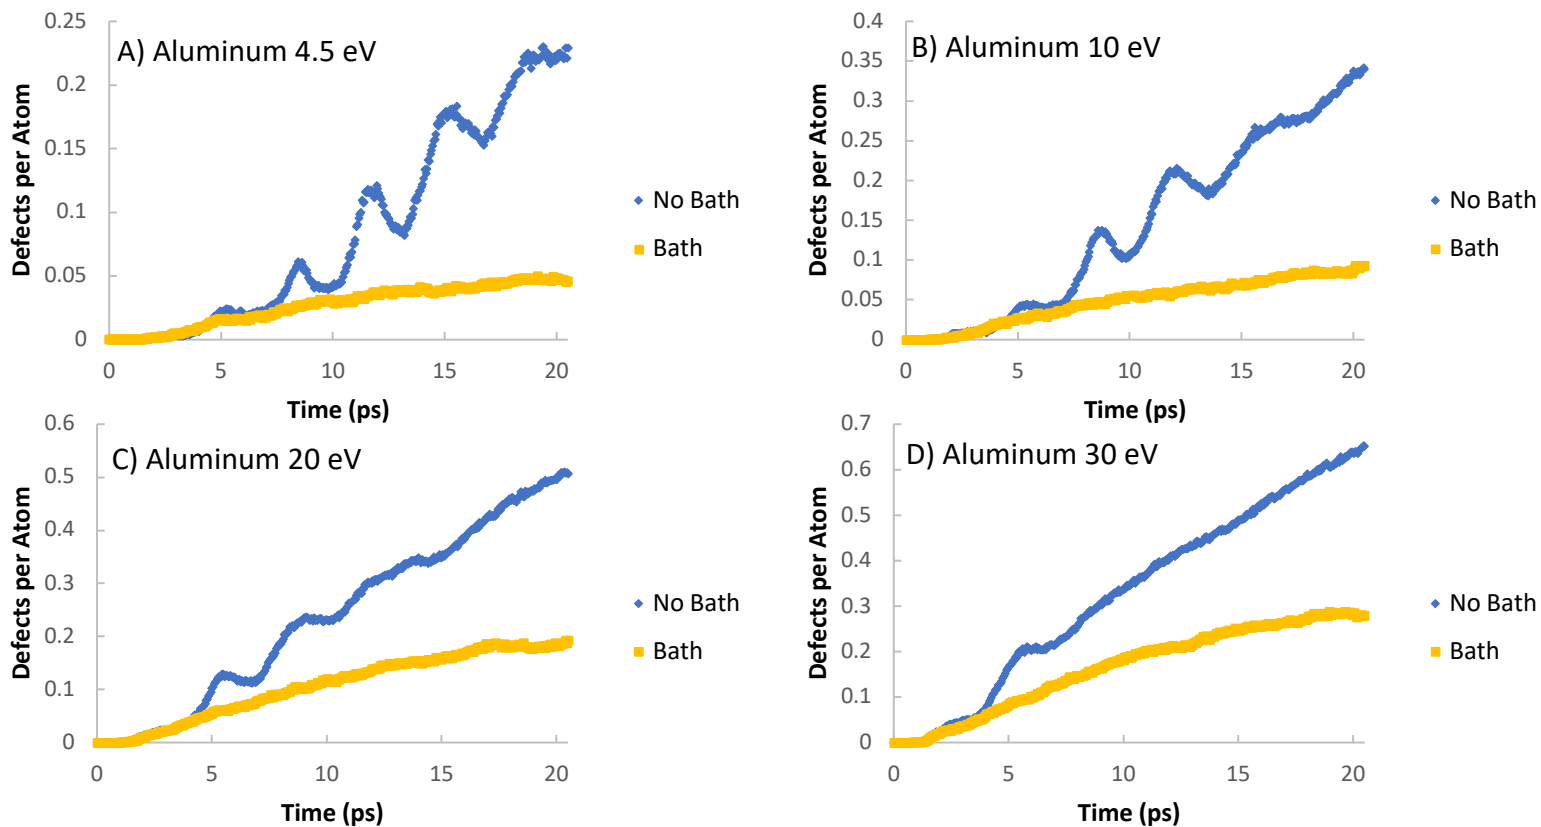 A) Aluminum 4.5 eV
Defects per Atom
0.25
0.2
0.15
0.1
0.05
0
0 5 10 15 20
Time (ps)
No Bath
Bath
B) Aluminum 10 eV
Defects per Atom
0.4
0.35
0.3
0.25
0.2
0.15
0.1
0.05
0
0 5 10 15 20
Time (ps)
No Bath
Bath
C) Aluminum 20 eV
Defects per Atom
0.6
0.5
0.4
0.3
0.2
0.1
0
0 5 10 15 20
Time (ps)
No Bath
Bath
D) Aluminum 30 eV
Defects per Atom
0.7
0.6
0.5
0.4
0.3
0.2
0.1
0
0 5 10 15 20
Time (ps)
No Bath
Bath